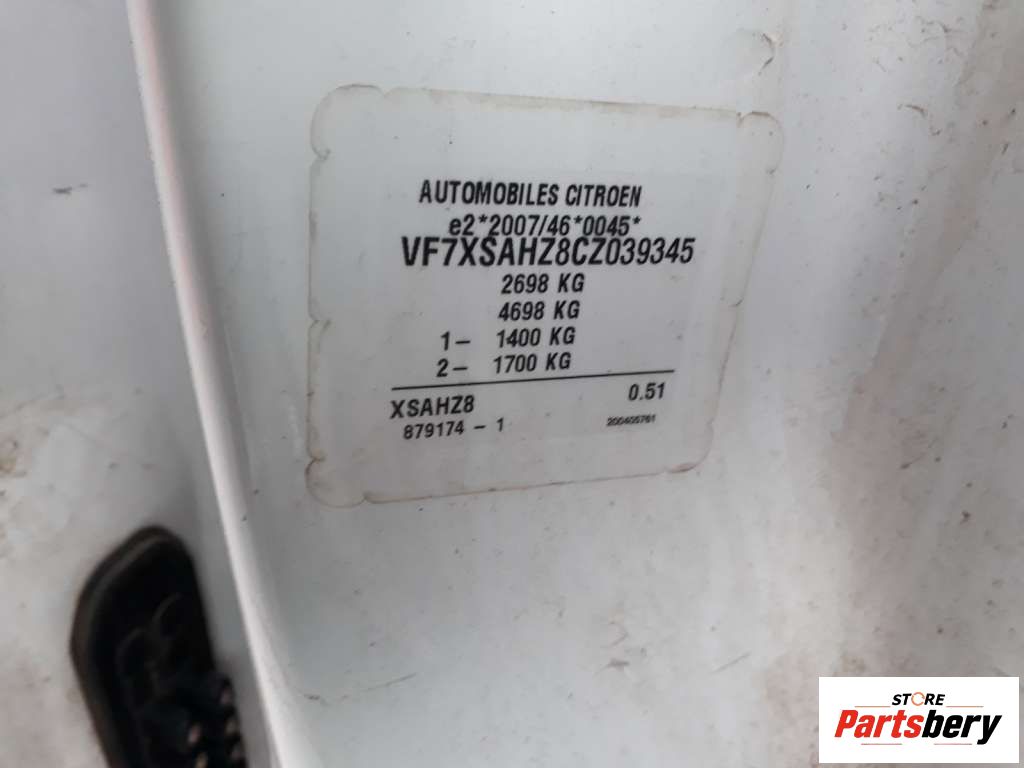 AUTOMOBILES CITROEN
e2*2007/46*0045*
VF7XSAHZ8CZ039345
2698 KG
4698 KG
1- 1400 KG
2- 1700 KG
XSAHZ8 0.51
879174 - 1 200405761
STORE
Partsbery